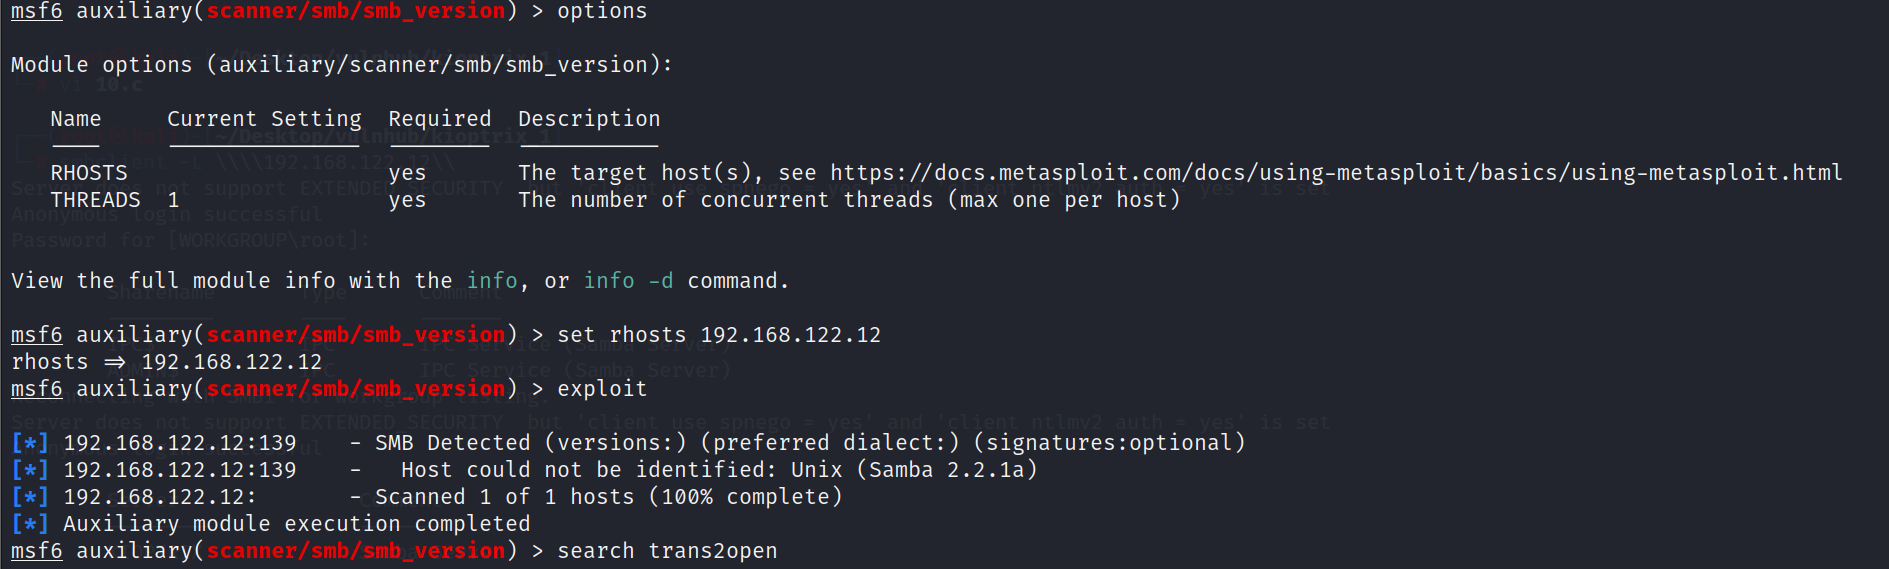 msf6 auxiliary(scanner/smb/smb_version) > options
Module options (auxiliary/scanner/smb/smb_version):
Name Current Setting Required Description
RHOSTS yes The target host(s), see https://docs.metasploit.com/docs/using-metasploit/basics/using-metasploit.html
THREADS 1 yes The number of concurrent threads (max one per host)
View the full module info with the info, or info -d command.
msf6 auxiliary(scanner/smb/smb_version) > set rhosts 192.168.122.12
rhosts => 192.168.122.12
msf6 auxiliary(scanner/smb/smb_version) > exploit
[*] 192.168.122.12:139 - SMB Detected (versions:) (preferred dialect:) (signatures:optional)
[*] 192.168.122.12:139 - Host could not be identified: Unix (Samba 2.2.1a)
[*] 192.168.122.12: - Scanned 1 of 1 hosts (100% complete)
[*] Auxiliary module execution completed
msf6 auxiliary(scanner/smb/smb_version) > search trans2open